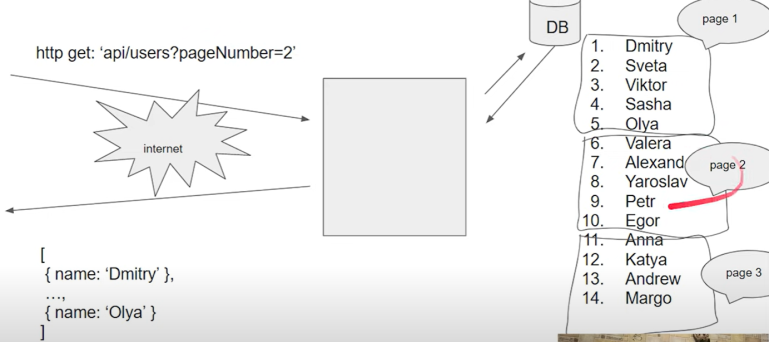 http get: ‘api/users?pageNumber=2’
internet
[
{ name: ‘Dmitry’ },
…,
{ name: ‘Olya’ }
]
DB
page 1
1. Dmitry
2. Sveta
3. Viktor
4. Sasha
5. Olya
6. Valera
7. Alexand
page 2
8. Yaroslav
9. Petr
10. Egor
11. Anna
12. Katya
13. Andrew
page 3
14. Margo